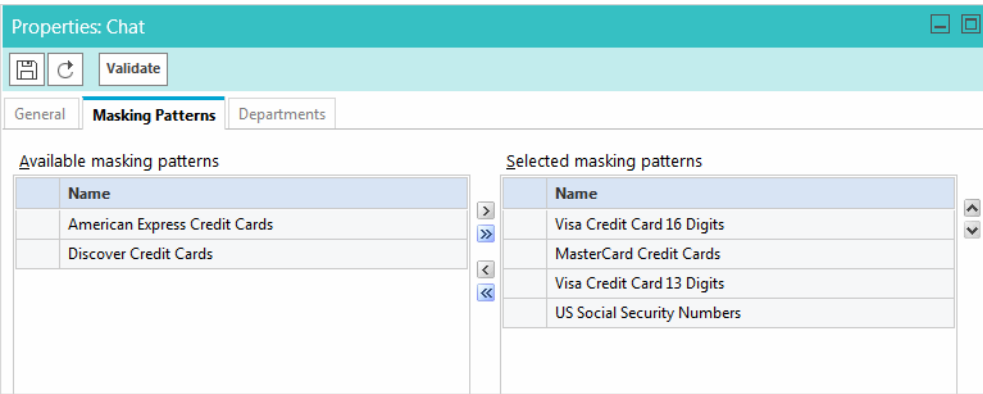 Properties: Chat
Validate
General Masking Patterns Departments
Available masking patterns
Name
American Express Credit Cards
Discover Credit Cards
Selected masking patterns
Name
Visa Credit Card 16 Digits
MasterCard Credit Cards
Visa Credit Card 13 Digits
US Social Security Numbers